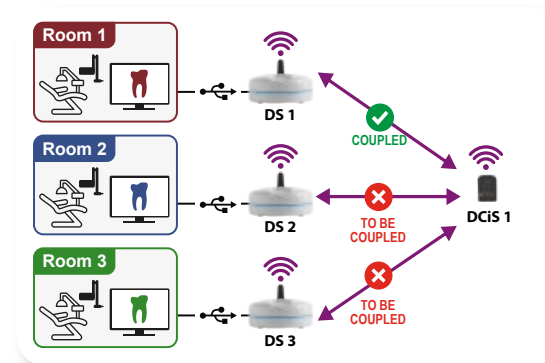 Room 1
DS 1
COUPLED
Room 2
DS 2
TO BE
COUPLED
DCiS 1
Room 3
DS 3
TO BE
COUPLED